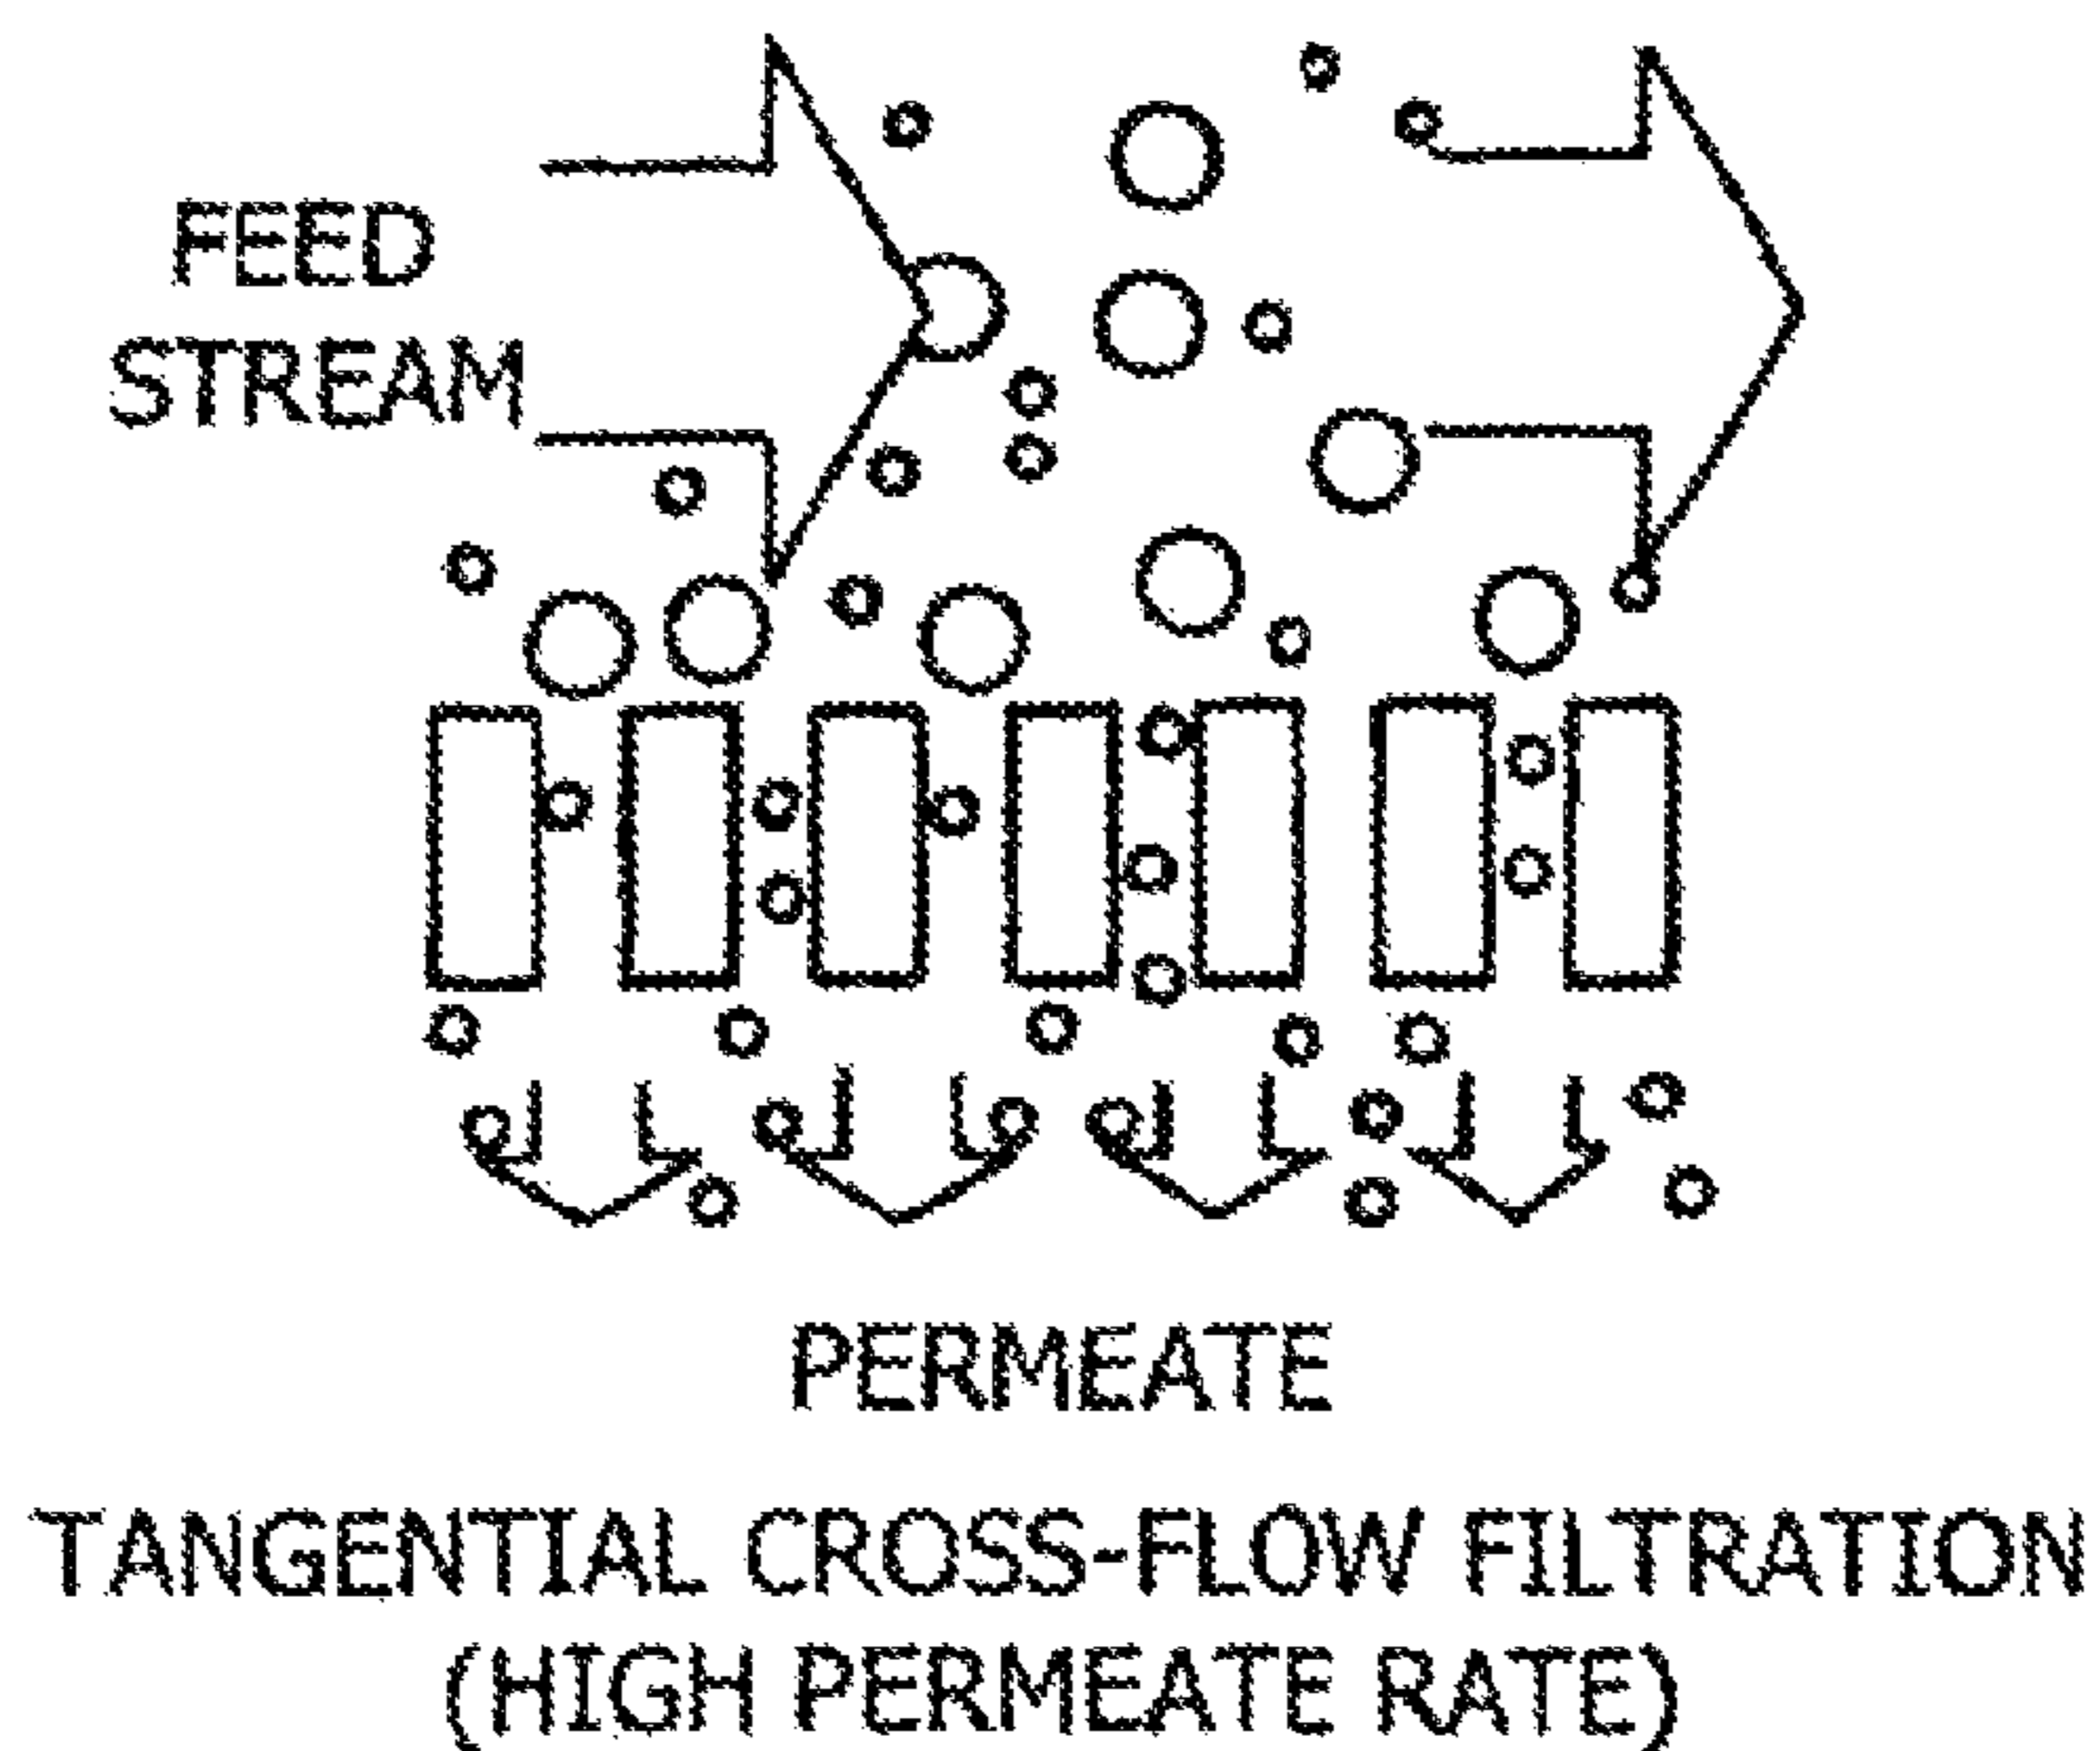 FEED
STREAM
PERMEATE
TANGENTIAL CROSS-FLOW FILTRATION
(HIGH PERMEATE RATE)